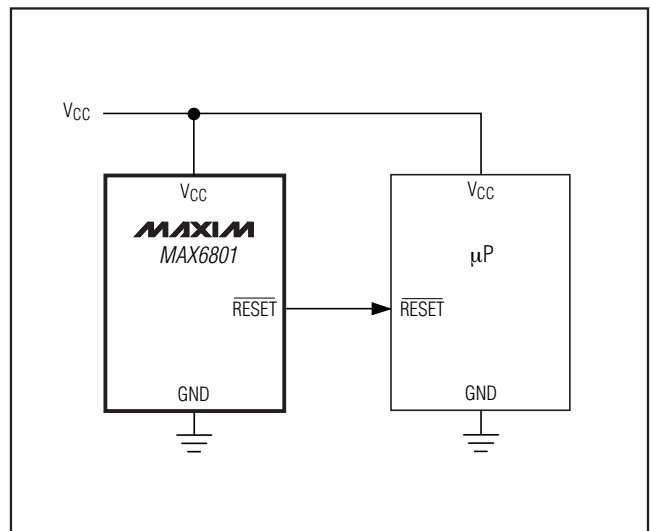 VCC
VCC
VCC
MAXIM
MAX6801
µP
RESET
RESET
GND
GND